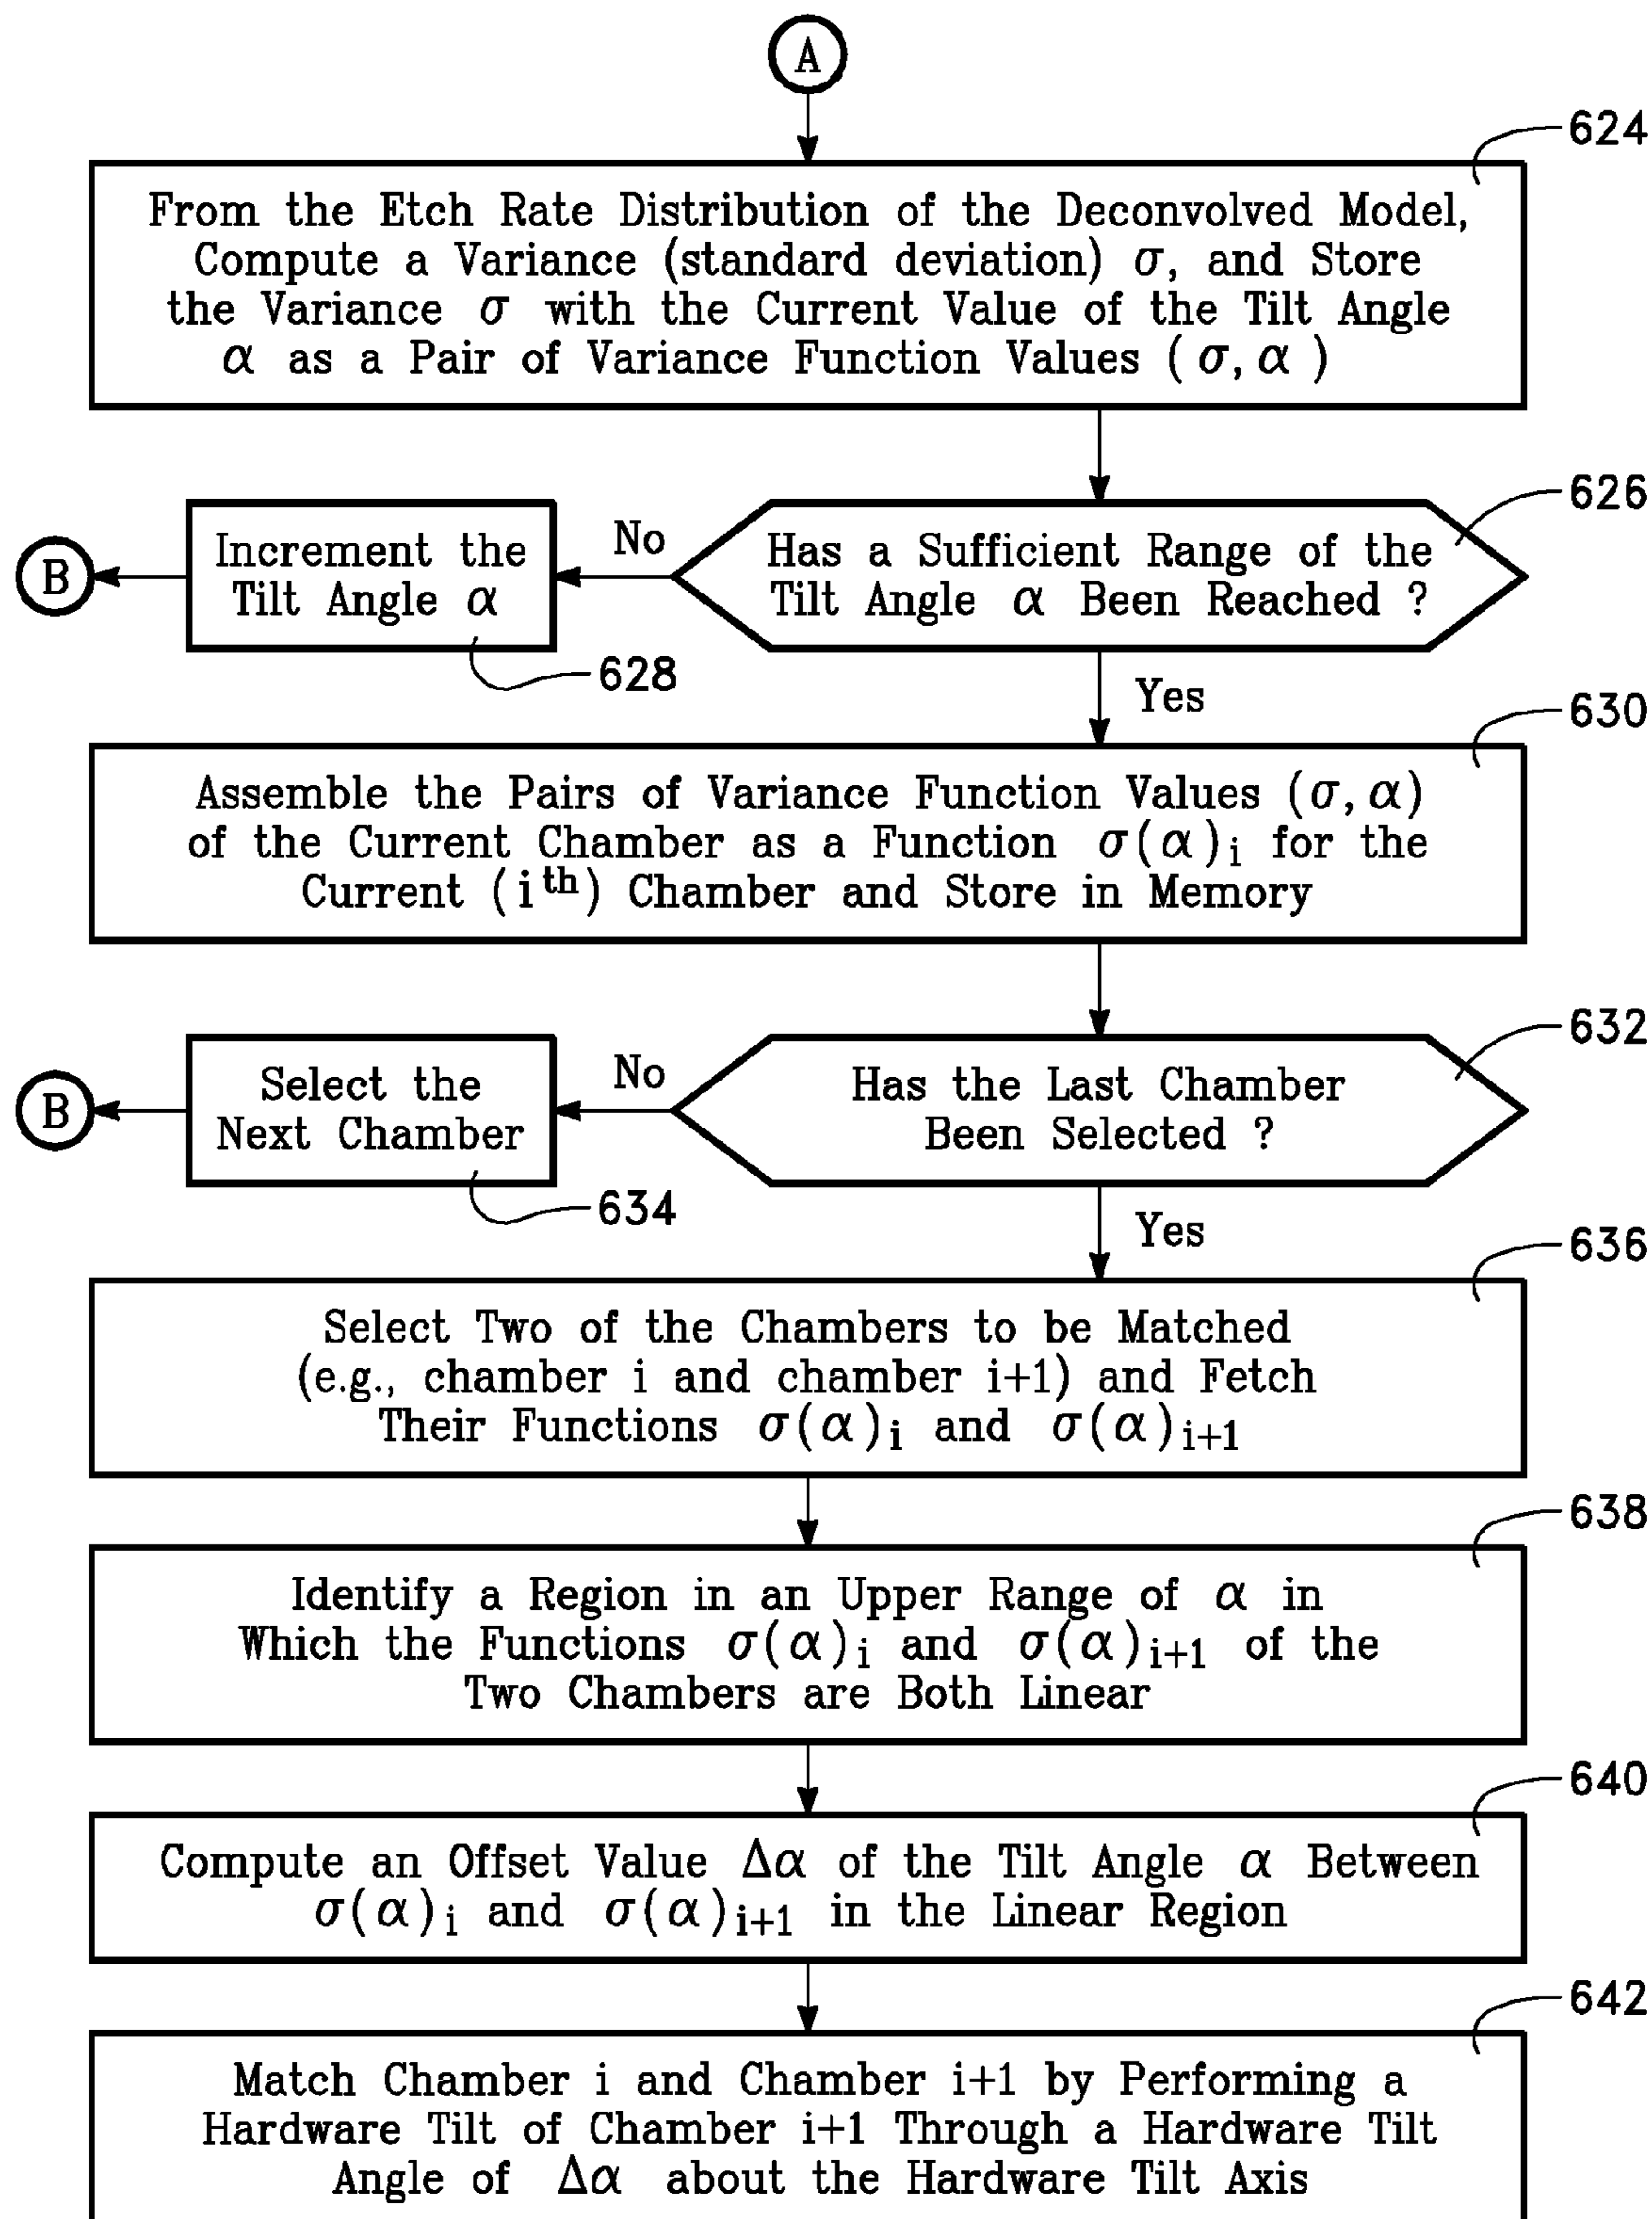 A
624
From the Etch Rate Distribution of the Deconvolved Model,
Compute a Variance (standard deviation) σ, and Store
the Variance σ with the Current Value of the Tilt Angle
α as a Pair of Variance Function Values (σ, α)
626
Has a Sufficient Range of the
Tilt Angle α Been Reached ?
No
Increment the
Tilt Angle α
B
628
Yes
630
Assemble the Pairs of Variance Function Values (σ, α)
of the Current Chamber as a Function σ(α)i for the
Current (ith) Chamber and Store in Memory
632
Has the Last Chamber
Been Selected ?
No
Select the
Next Chamber
B
634
Yes
636
Select Two of the Chambers to be Matched
(e.g., chamber i and chamber i+1) and Fetch
Their Functions σ(α)i and σ(α)i+1
638
Identify a Region in an Upper Range of α in
Which the Functions σ(α)i and σ(α)i+1 of the
Two Chambers are Both Linear
640
Compute an Offset Value Δα of the Tilt Angle α Between
σ(α)i and σ(α)i+1 in the Linear Region
642
Match Chamber i and Chamber i+1 by Performing a
Hardware Tilt of Chamber i+1 Through a Hardware Tilt
Angle of Δα about the Hardware Tilt Axis